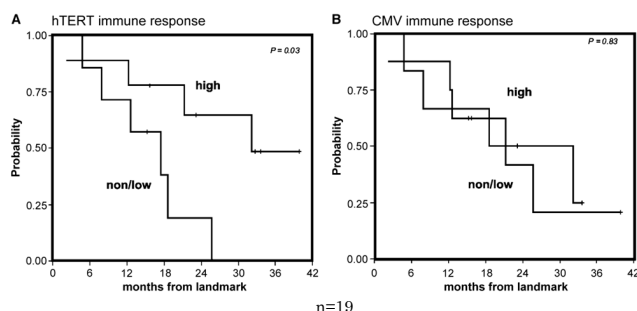 A hTERT immune response
P = 0.03
1.00
0.75
0.50
0.25
0.00
Probability
high
non/low
0 6 12 18 24 30 36 42
months from landmark
B CMV immune response
P = 0.83
1.00
0.75
0.50
0.25
0.00
Probability
high
non/low
0 6 12 18 24 30 36 42
months from landmark
n=19